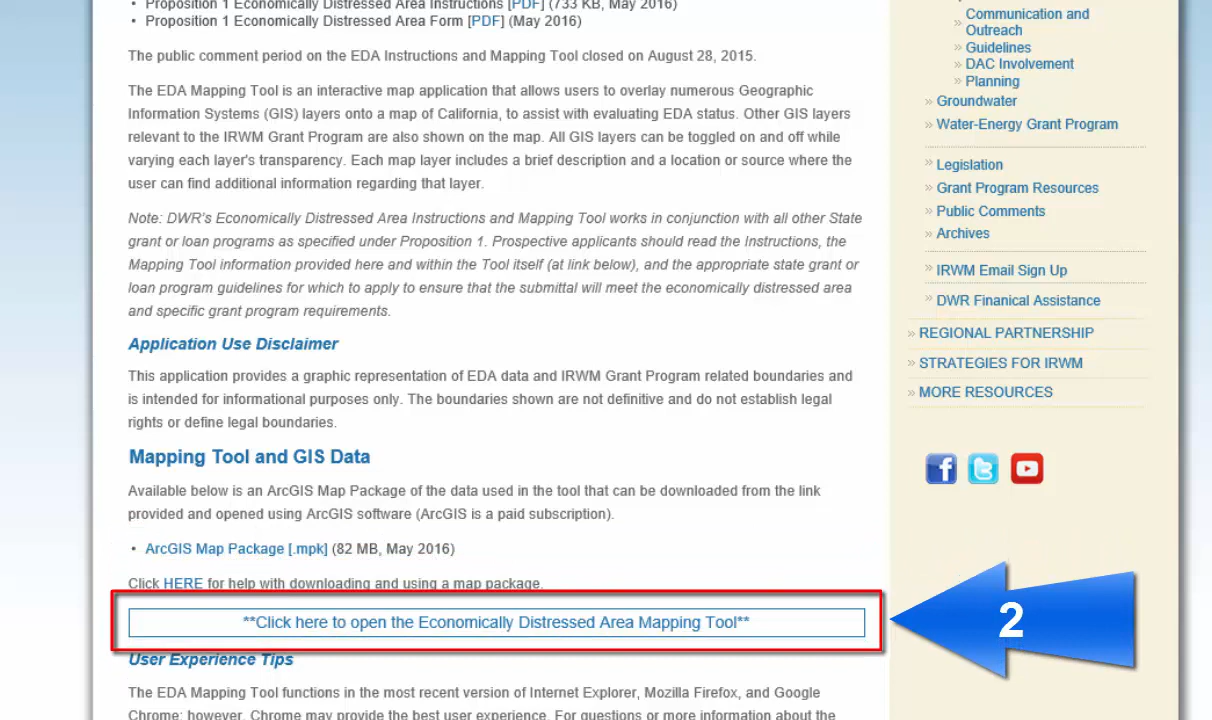 • Proposition 1 Economically Distressed Area Instructions [PDF] (733 KB, May 2016)
• Proposition 1 Economically Distressed Area Form [PDF] (May 2016)
The public comment period on the EDA Instructions and Mapping Tool closed on August 28, 2015.
The EDA Mapping Tool is an interactive map application that allows users to overlay numerous Geographic
Information Systems (GIS) layers onto a map of California, to assist with evaluating EDA status. Other GIS layers
relevant to the IRWM Grant Program are also shown on the map. All GIS layers can be toggled on and off while
varying each layer's transparency. Each map layer includes a brief description and a location or source where the
user can find additional information regarding that layer.
Note: DWR's Economically Distressed Area Instructions and Mapping Tool works in conjunction with all other State
grant or loan programs as specified under Proposition 1. Prospective applicants should read the Instructions, the
Mapping Tool information provided here and within the Tool itself (at link below), and the appropriate state grant or
loan program guidelines for which to apply to ensure that the submittal will meet the economically distressed area
and specific grant program requirements.
Application Use Disclaimer
This application provides a graphic representation of EDA data and IRWM Grant Program related boundaries and
is intended for informational purposes only. The boundaries shown are not definitive and do not establish legal
rights or define legal boundaries.
Mapping Tool and GIS Data
Available below is an ArcGIS Map Package of the data used in the tool that can be downloaded from the link
provided and opened using ArcGIS software (ArcGIS is a paid subscription).
• ArcGIS Map Package [.mpk] (82 MB, May 2016)
Click HERE for help with downloading and using a map package.
**Click here to open the Economically Distressed Area Mapping Tool**
User Experience Tips
The EDA Mapping Tool functions in the most recent version of Internet Explorer, Mozilla Firefox, and Google
Chrome; however, Chrome may provide the best user experience. For questions or more information about the
» Communication and
Outreach
» Guidelines
» DAC Involvement
» Planning
» Groundwater
» Water-Energy Grant Program
» Legislation
» Grant Program Resources
» Public Comments
» Archives
» IRWM Email Sign Up
» DWR Finanical Assistance
» REGIONAL PARTNERSHIP
» STRATEGIES FOR IRWM
» MORE RESOURCES
2